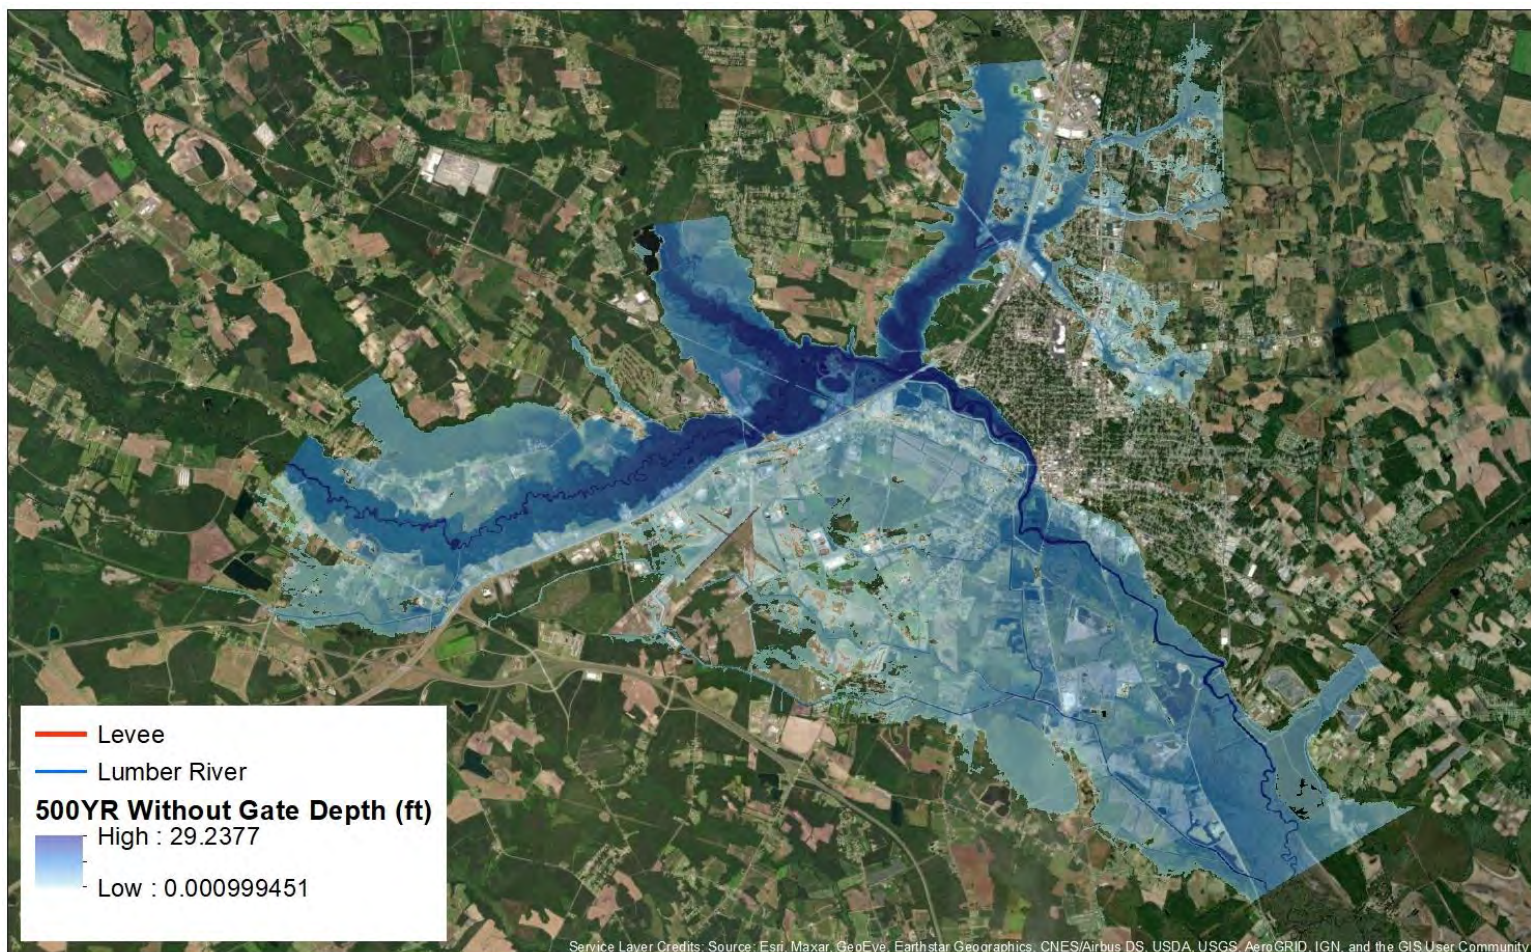 Levee
Lumber River
500YR Without Gate Depth (ft)
High : 29.2377
Low : 0.000999451
Service Layer Credits: Source: Esri, Maxar, GeoEye, Earthstar Geographics, CNES/Airbus DS, USDA, USGS, AeroGRID, IGN, and the GIS User Community